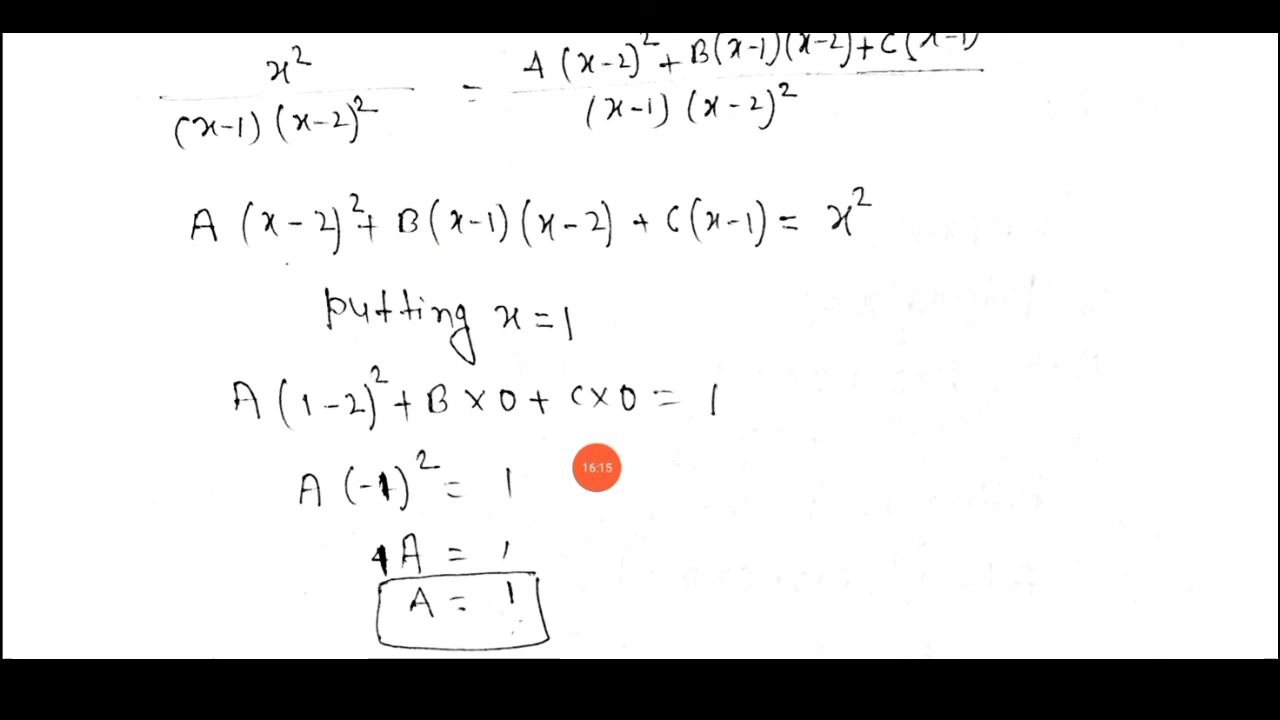 x² / (x-1)(x-2)² = A(x-2)² + B(x-1)(x-2) + C(x-1) / (x-1)(x-2)²
A(x-2)² + B(x-1)(x-2) + C(x-1) = x²
putting x = 1
A(1-2)² + B×0 + C×0 = 1
16:15
A(-1)² = 1
1A = 1
A = 1